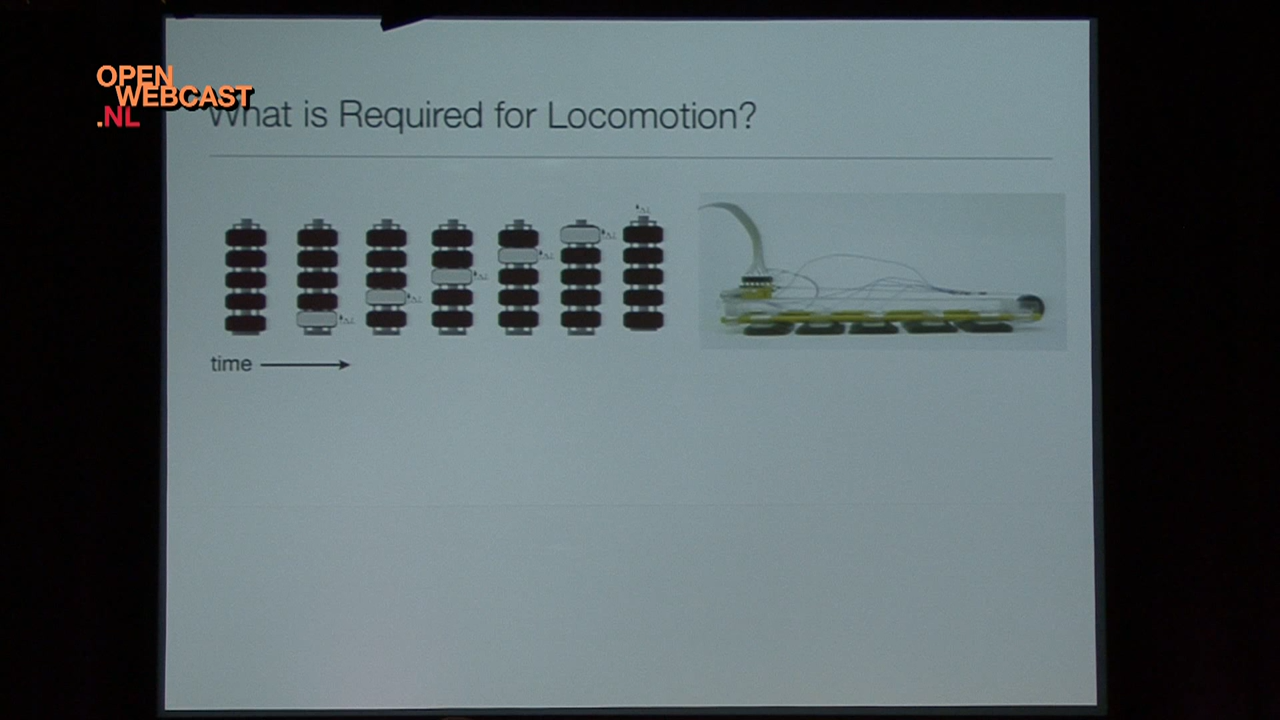 OPEN
WEBCAST
.NL
What is Required for Locomotion?
time